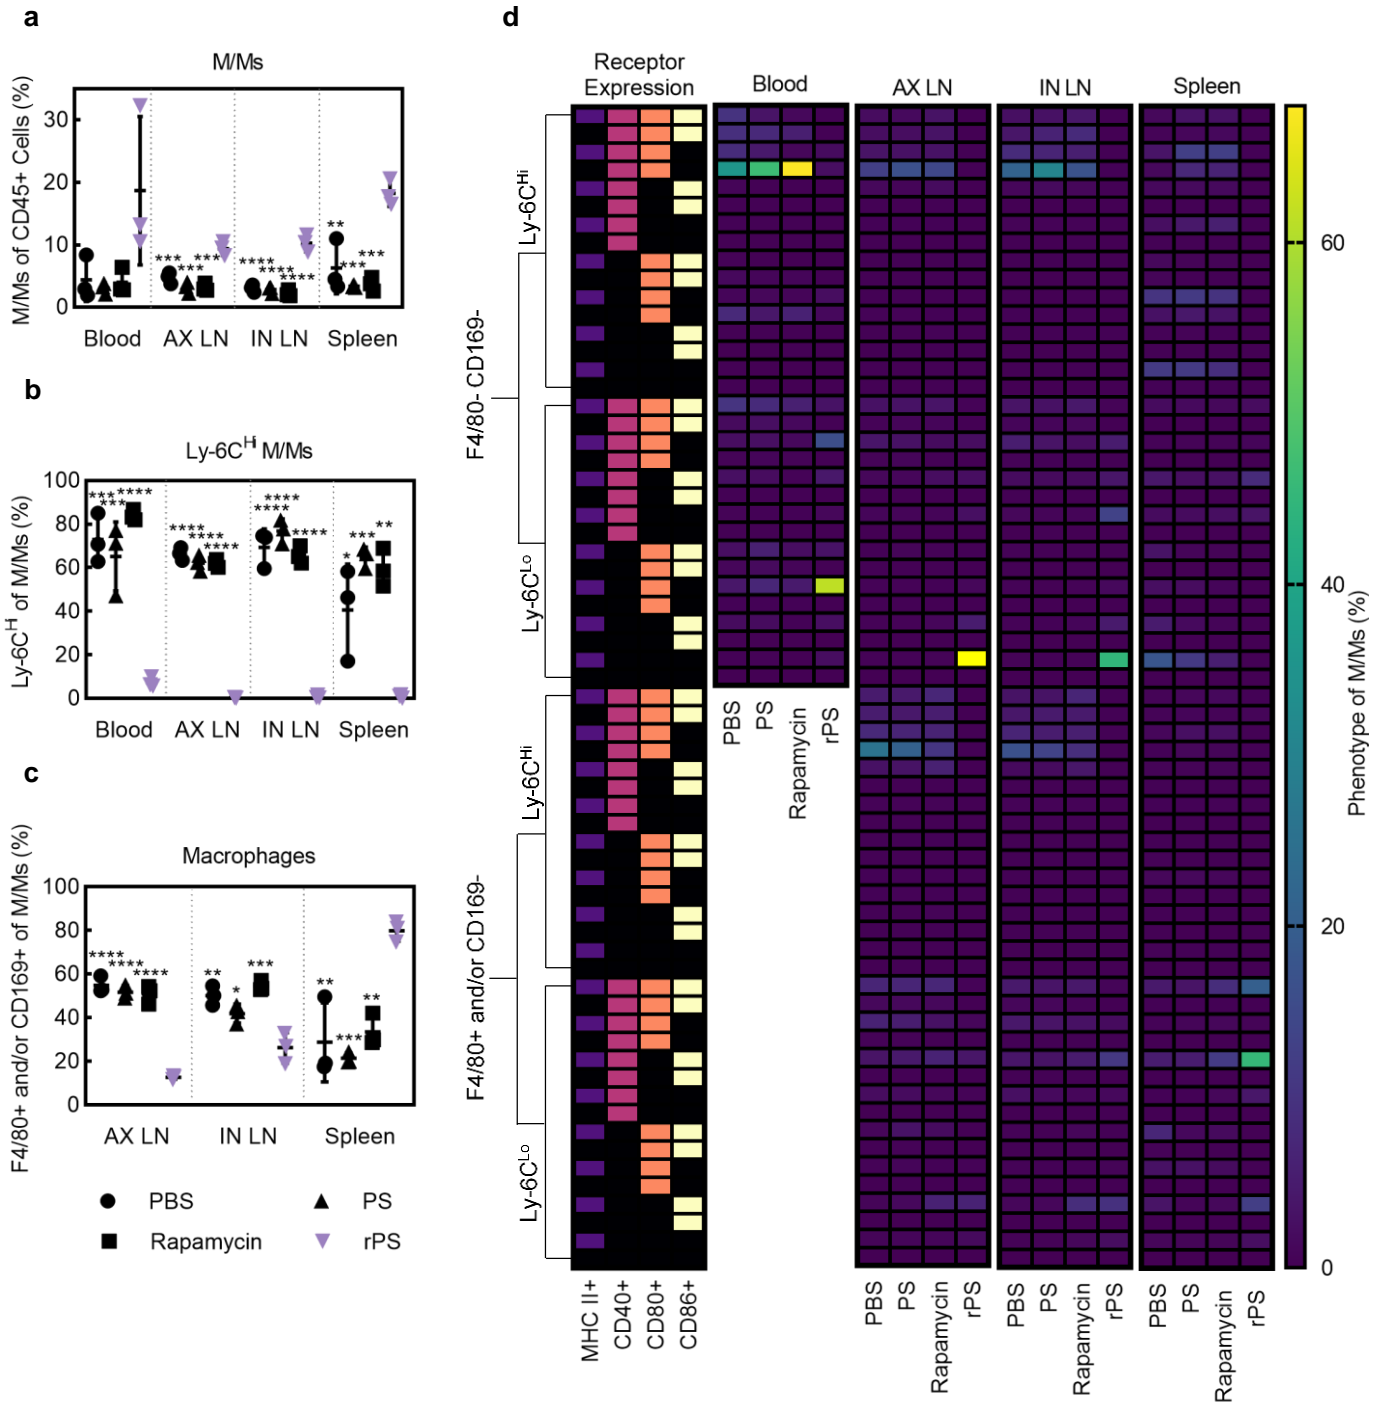 a
M/Ms
M/Ms of CD45+ Cells (%)
30
20
10
0
**
*** *** ***
**** **** ****
*** ***
Blood AX LN IN LN Spleen
b
Ly-6CHi M/Ms
Ly-6CHi of M/Ms (%)
100
80
60
40
20
0
*** *** ****
**** **** ****
**** **** ****
* *** **
Blood AX LN IN LN Spleen
c
Macrophages
F4/80+ and/or CD169+ of M/Ms (%)
100
80
60
40
20
0
**** **** ****
** * ***
** *** **
AX LN IN LN Spleen
PBS PS
Rapamycin rPS
d
Receptor
Expression
Blood AX LN IN LN Spleen
F4/80- CD169-
Ly-6CHi
Ly-6CLo
F4/80+ and/or CD169-
Ly-6CHi
Ly-6CLo
MHC II+ CD40+ CD80+ CD86+
PBS PS Rapamycin rPS
PBS PS Rapamycin rPS
PBS PS Rapamycin rPS
PBS PS Rapamycin rPS
60
40
20
0
Phenotype of M/Ms (%)